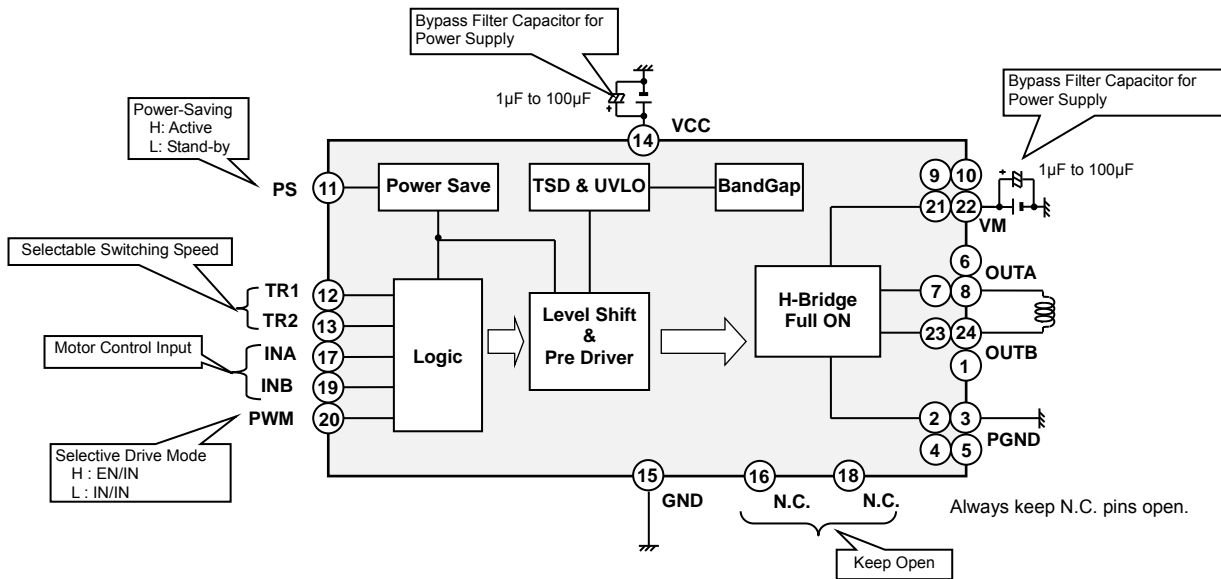 Bypass Filter Capacitor for
Power Supply
Bypass Filter Capacitor for
Power Supply
1µF to 100µF
Power-Saving
H: Active
L: Stand-by
14
VCC
1µF to 100µF
PS
11
Power Save
TSD & UVLO
BandGap
9
10
21
22
VM
Selectable Switching Speed
6
OUTA
TR1
12
7
8
H-Bridge
Full ON
TR2
13
Level Shift
&
Pre Driver
23
24
OUTB
Motor Control Input
INA
17
Logic
1
INB
19
PWM
20
2
3
PGND
4
5
Selective Drive Mode
H : EN/IN
L : IN/IN
15
GND
16
N.C.
18
N.C.
Always keep N.C. pins open.
Keep Open